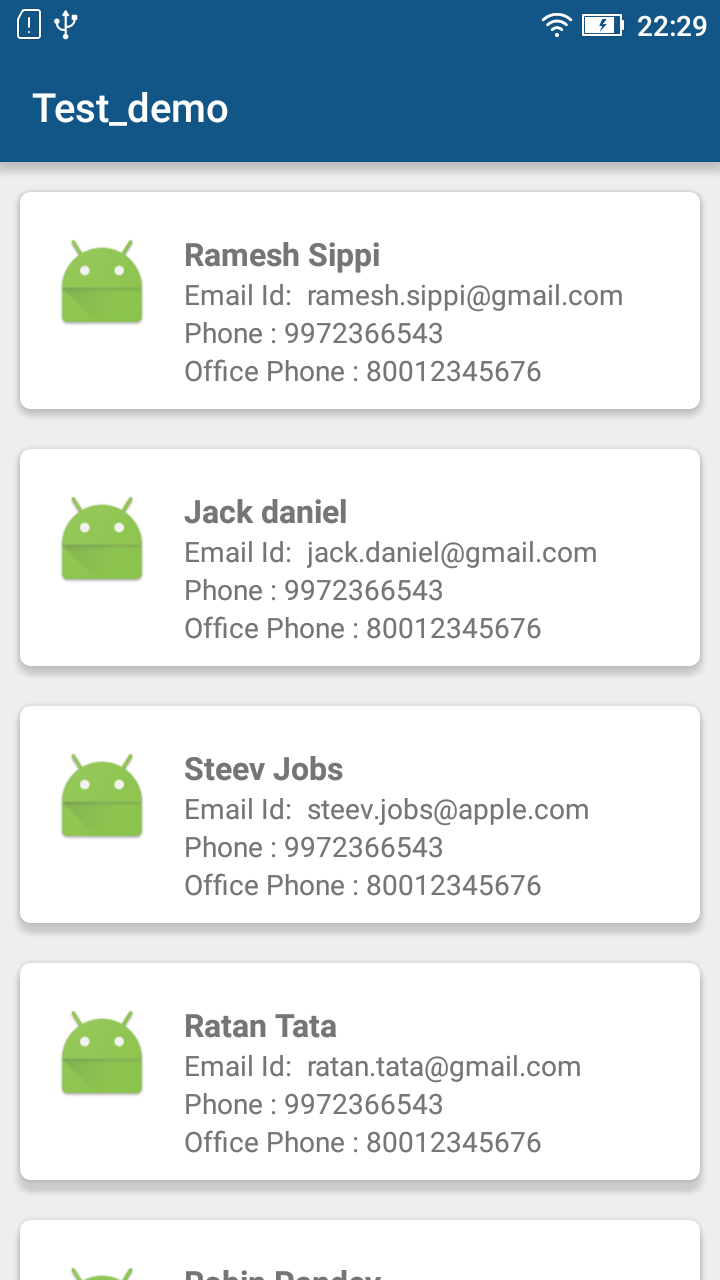 22:29
Test_demo
Ramesh Sippi
Email Id:  ramesh.sippi@gmail.com
Phone : 9972366543
Office Phone : 80012345676
Jack daniel
Email Id:  jack.daniel@gmail.com
Phone : 9972366543
Office Phone : 80012345676
Steev Jobs
Email Id:  steev.jobs@apple.com
Phone : 9972366543
Office Phone : 80012345676
Ratan Tata
Email Id:  ratan.tata@gmail.com
Phone : 9972366543
Office Phone : 80012345676
Robin Pandey